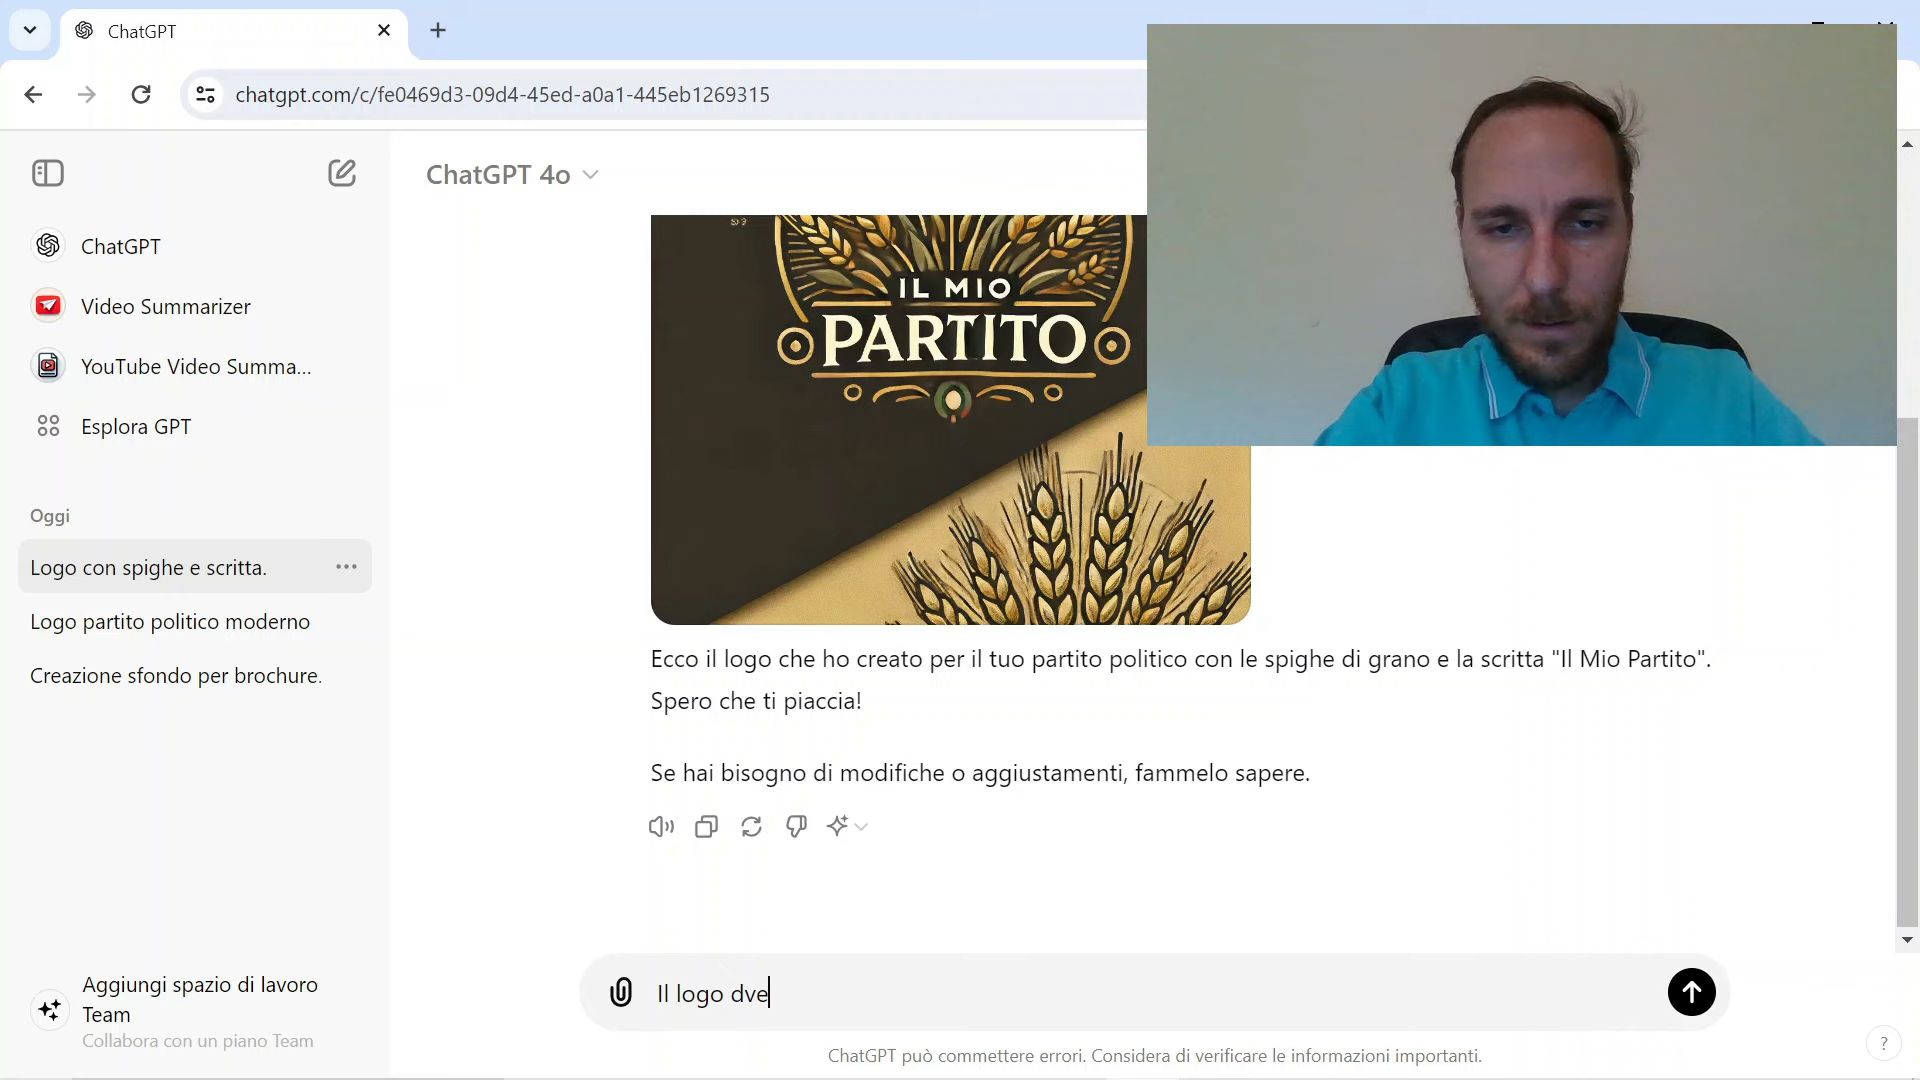 ChatGPT
chatgpt.com/c/fe0469d3-09d4-45ed-a0a1-445eb1269315
ChatGPT 4o
ChatGPT
Video Summarizer
YouTube Video Summa...
Esplora GPT
Oggi
Logo con spighe e scritta.
Logo partito politico moderno
Creazione sfondo per brochure.
Aggiungi spazio di lavoro
Team
Collabora con un piano Team
IL MIO
PARTITO
Ecco il logo che ho creato per il tuo partito politico con le spighe di grano e la scritta "Il Mio Partito".
Spero che ti piaccia!
Se hai bisogno di modifiche o aggiustamenti, fammelo sapere.
Il logo dve
ChatGPT può commettere errori. Considera di verificare le informazioni importanti.
?